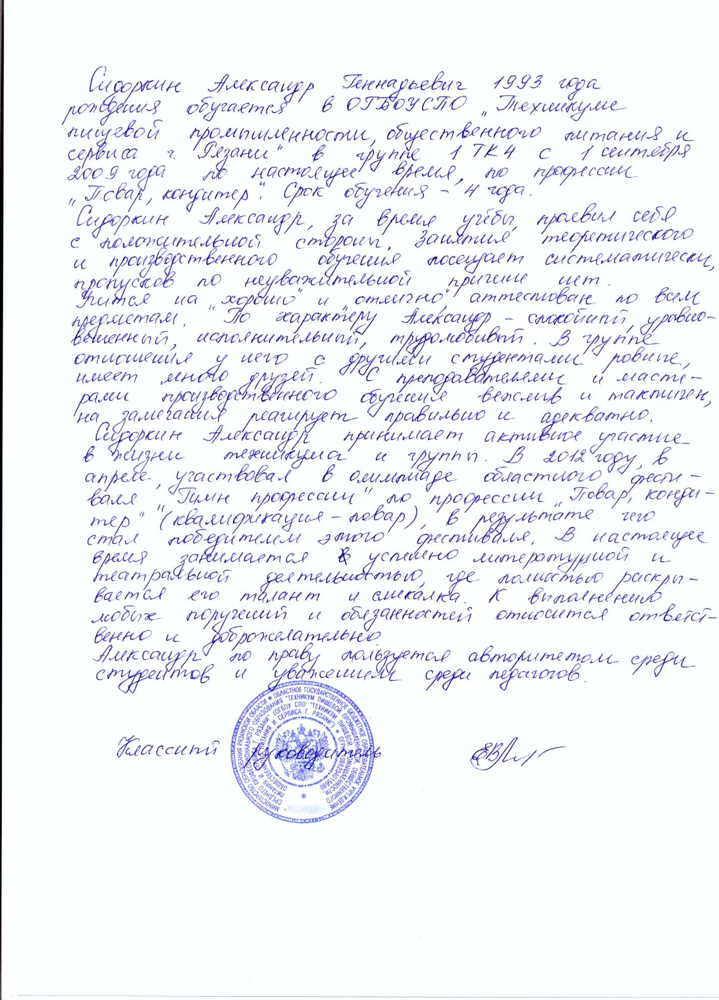 Сидоркин Александр Геннадьевич 1993 года
рождения обучается в ОГБОУСПО „Техникуме
пищевой промышленности, общественного питания и
сервиса г. Рязани" в группе 1 ТК 4 с 1 сентября
2009 года по настоящее время, по профессии
„Повар, кондитер". Срок обучения – 4 года.
Сидоркин Александр, за время учёбы, проявил себя
с положительной стороны. Занятия теоретического
и производственного обучения посещает систематически,
пропусков по неуважительной причине нет.
Учится на „хорошо" и „отлично", аттестован по всем
предметам. По характеру Александр – спокойный, уравно-
вешенный, исполнительный, трудолюбивый. В группе
отношения у него с другими студентами ровные,
имеет много друзей. С преподавателями и масте-
рами производственного обучения вежлив и тактичен,
на замечания реагирует правильно и адекватно.
Сидоркин Александр принимает активное участие
в жизни техникума и группы. В 2012 году, в
апреле, участвовал в олимпиаде областного фести-
валя „Гимн профессии" по профессии „Повар, конди-
тер" (квалификация – повар), в результате чего
стал победителем этого фестиваля. В настоящее
время занимается успешно литературной и
театральной деятельностью, где полностью раскры-
вается его талант и смекалка. К выполнению
любых поручений и обязанностей относится ответст-
венно и доброжелательно.
Александр по праву пользуется авторитетом среди
студентов и уважением среди педагогов.
Классный руководитель
МИНИСТЕРСТВО ОБРАЗОВАНИЯ РЯЗАНСКОЙ ОБЛАСТИ * ОБЛАСТНОЕ ГОСУДАРСТВЕННОЕ БЮДЖЕТНОЕ ОБРАЗОВАТЕЛЬНОЕ УЧРЕЖДЕНИЕ
СРЕДНЕГО ПРОФЕССИОНАЛЬНОГО ОБРАЗОВАНИЯ "ТЕХНИКУМ ПИЩЕВОЙ ПРОМЫШЛЕННОСТИ, ОБЩЕСТВЕННОГО
ПИТАНИЯ И СЕРВИСА Г. РЯЗАНИ" (ОГБОУ СПО "ТЕХНИКУМ ПИЩЕВОЙ ПРОМЫШЛЕННОСТИ,
ОБЩЕСТВЕННОГО ПИТАНИЯ И СЕРВИСА Г. РЯЗАНИ") * ОГРН 1086234015680